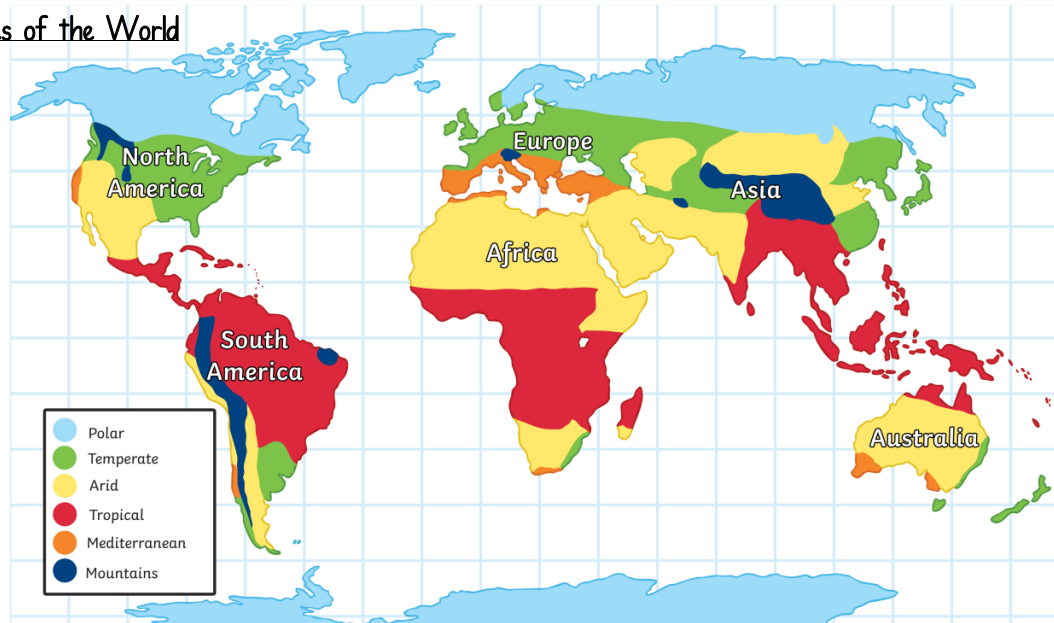 of the World
North
America
Europe
Asia
Africa
South
America
Australia
Polar
Temperate
Arid
Tropical
Mediterranean
Mountains